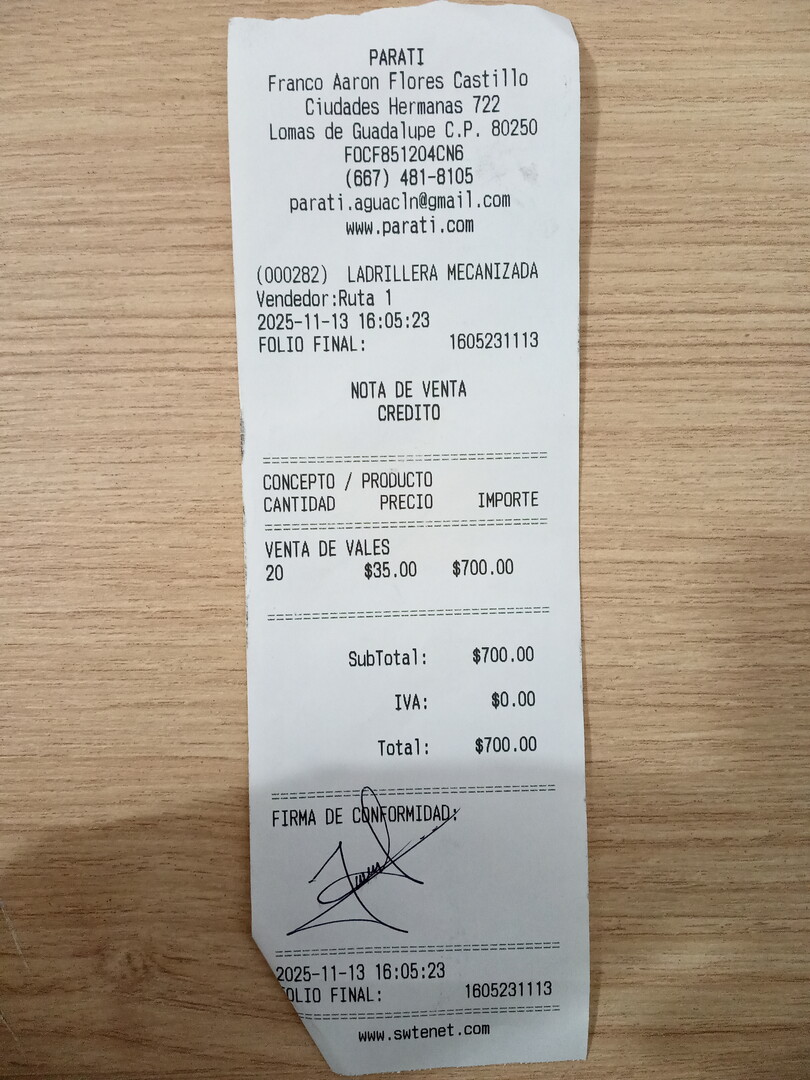 PARATI
Franco Aaron Flores Castillo
Ciudades Hermanas 722
Lomas de Guadalupe C.P. 80250
FOCF851204CN6
(667) 481-8105
parati.aguacln@gmail.com
www.parati.com
(000282) LADRILLERA MECANIZADA
Vendedor:Ruta 1
2025-11-13 16:05:23
FOLIO FINAL: 1605231113
NOTA DE VENTA
CREDITO
================================
CONCEPTO / PRODUCTO
CANTIDAD PRECIO IMPORTE
================================
VENTA DE VALES
20 $35.00 $700.00
================================
SubTotal: $700.00
IVA: $0.00
Total: $700.00
================================
FIRMA DE CONFORMIDAD:
================================
2025-11-13 16:05:23
OLIO FINAL: 1605231113
================================
www.swtenet.com